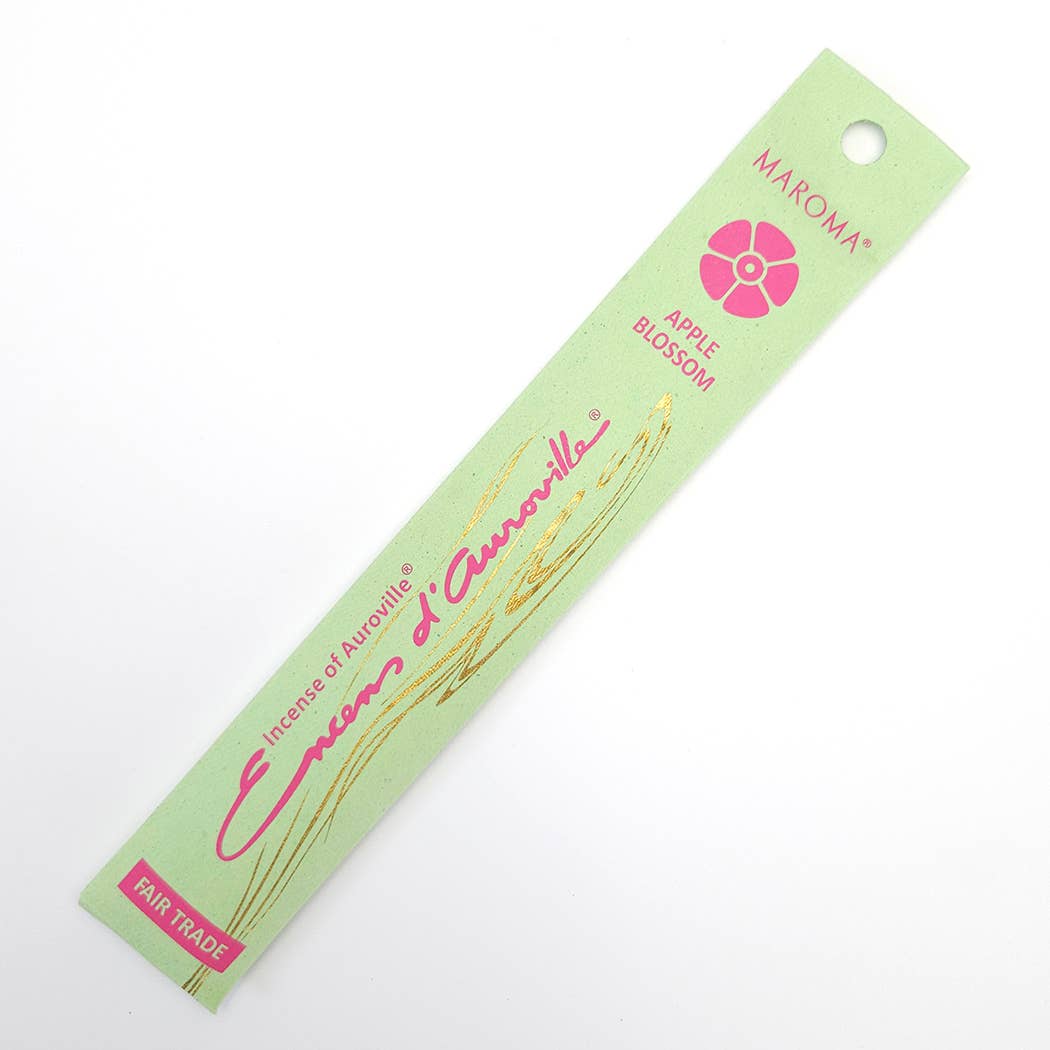 MAROMA®
APPLE
BLOSSOM
Incense of Auroville®
Encens d'Auroville®
FAIR TRADE